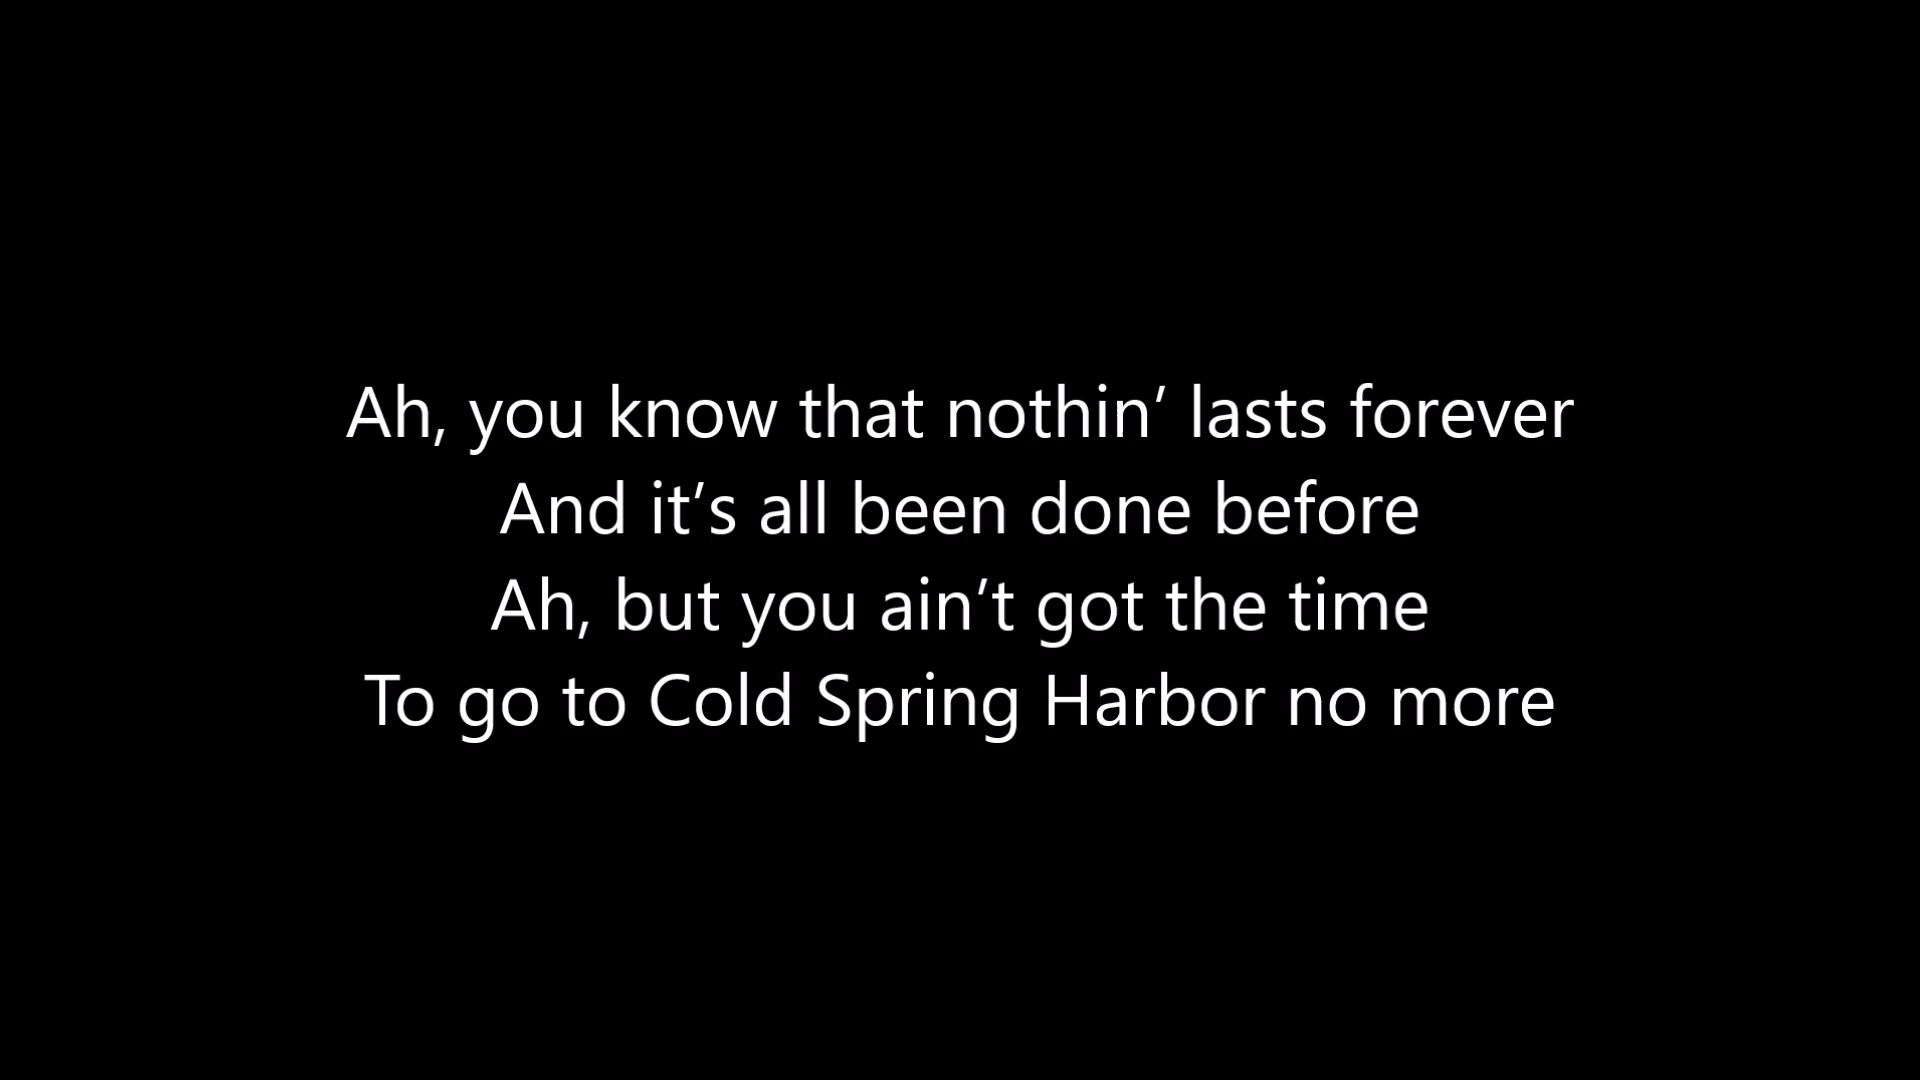 Ah, you know that nothin’ lasts forever
And it’s all been done before
Ah, but you ain’t got the time
To go to Cold Spring Harbor no more